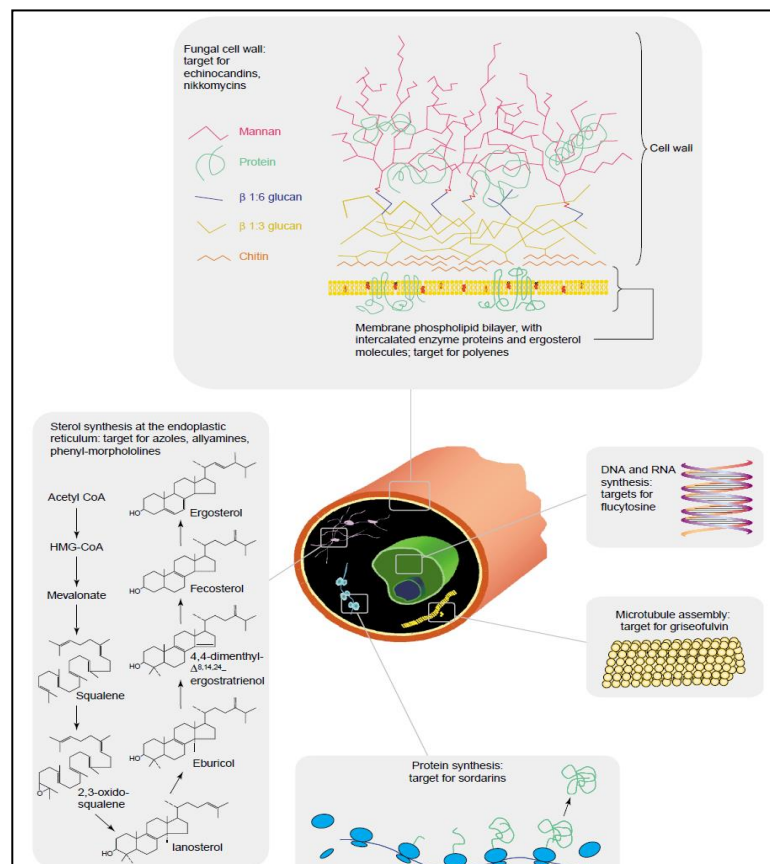 Fungal cell wall:
target for
echinocandins,
nikkomycins
Mannan
Protein
β 1:6 glucan
β 1:3 glucan
Chitin
Cell wall
Membrane phospholipid bilayer, with
intercalated enzyme proteins and ergosterol
molecules; target for polyenes
Sterol synthesis at the endoplastic
reticulum: target for azoles, allyamines,
phenyl-morphololines
Acetyl CoA
HMG-CoA
Mevalonate
Squalene
O
2,3-oxido-
squalene
HO
Ergosterol
HO
Fecosterol
HO
4,4-dimenthyl-
Δ8,14,24_
ergostratrienol
HO
Eburicol
HO
lanosterol
DNA and RNA
synthesis:
targets for
flucytosine
Microtubule assembly:
target for griseofulvin
Protein synthesis:
target for sordarins